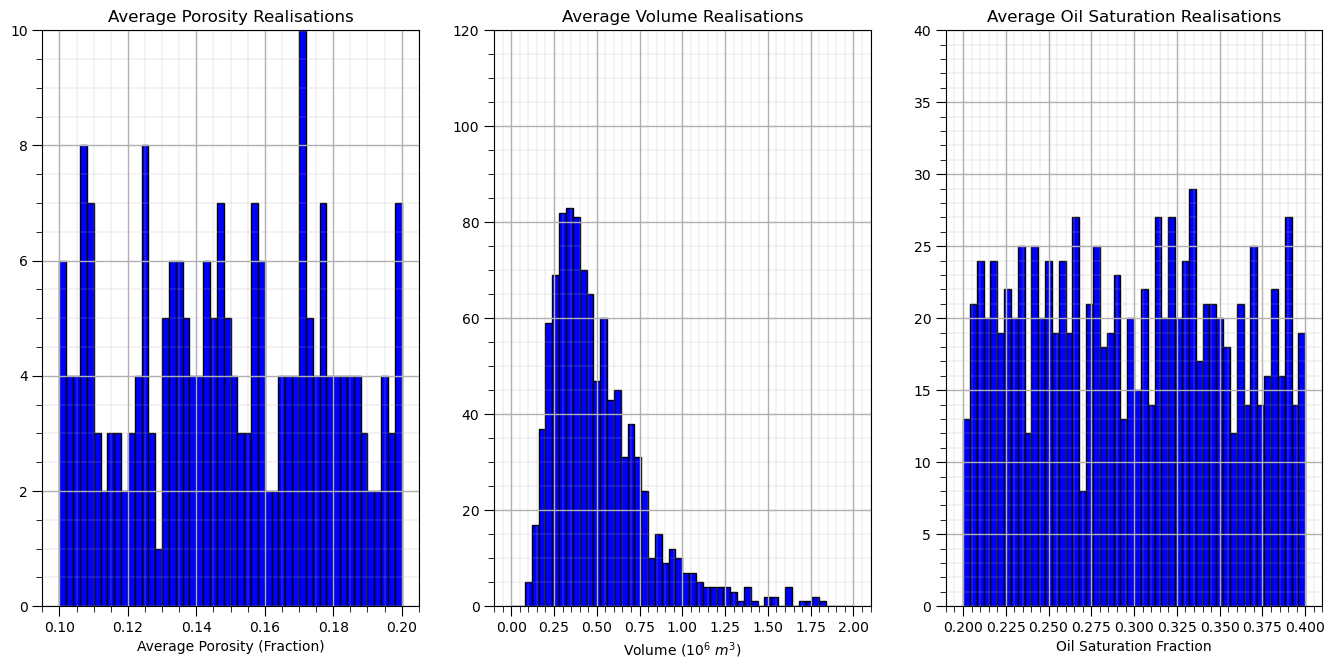 Average Porosity Realisations
10
8
6
4
2
0
0.10 0.12 0.14 0.16 0.18 0.20
Average Porosity (Fraction)
Average Volume Realisations
120
100
80
60
40
20
0
0.00 0.25 0.50 0.75 1.00 1.25 1.50 1.75 2.00
Volume (10⁶ m³)
Average Oil Saturation Realisations
40
35
30
25
20
15
10
5
0
0.200 0.225 0.250 0.275 0.300 0.325 0.350 0.375 0.400
Oil Saturation Fraction